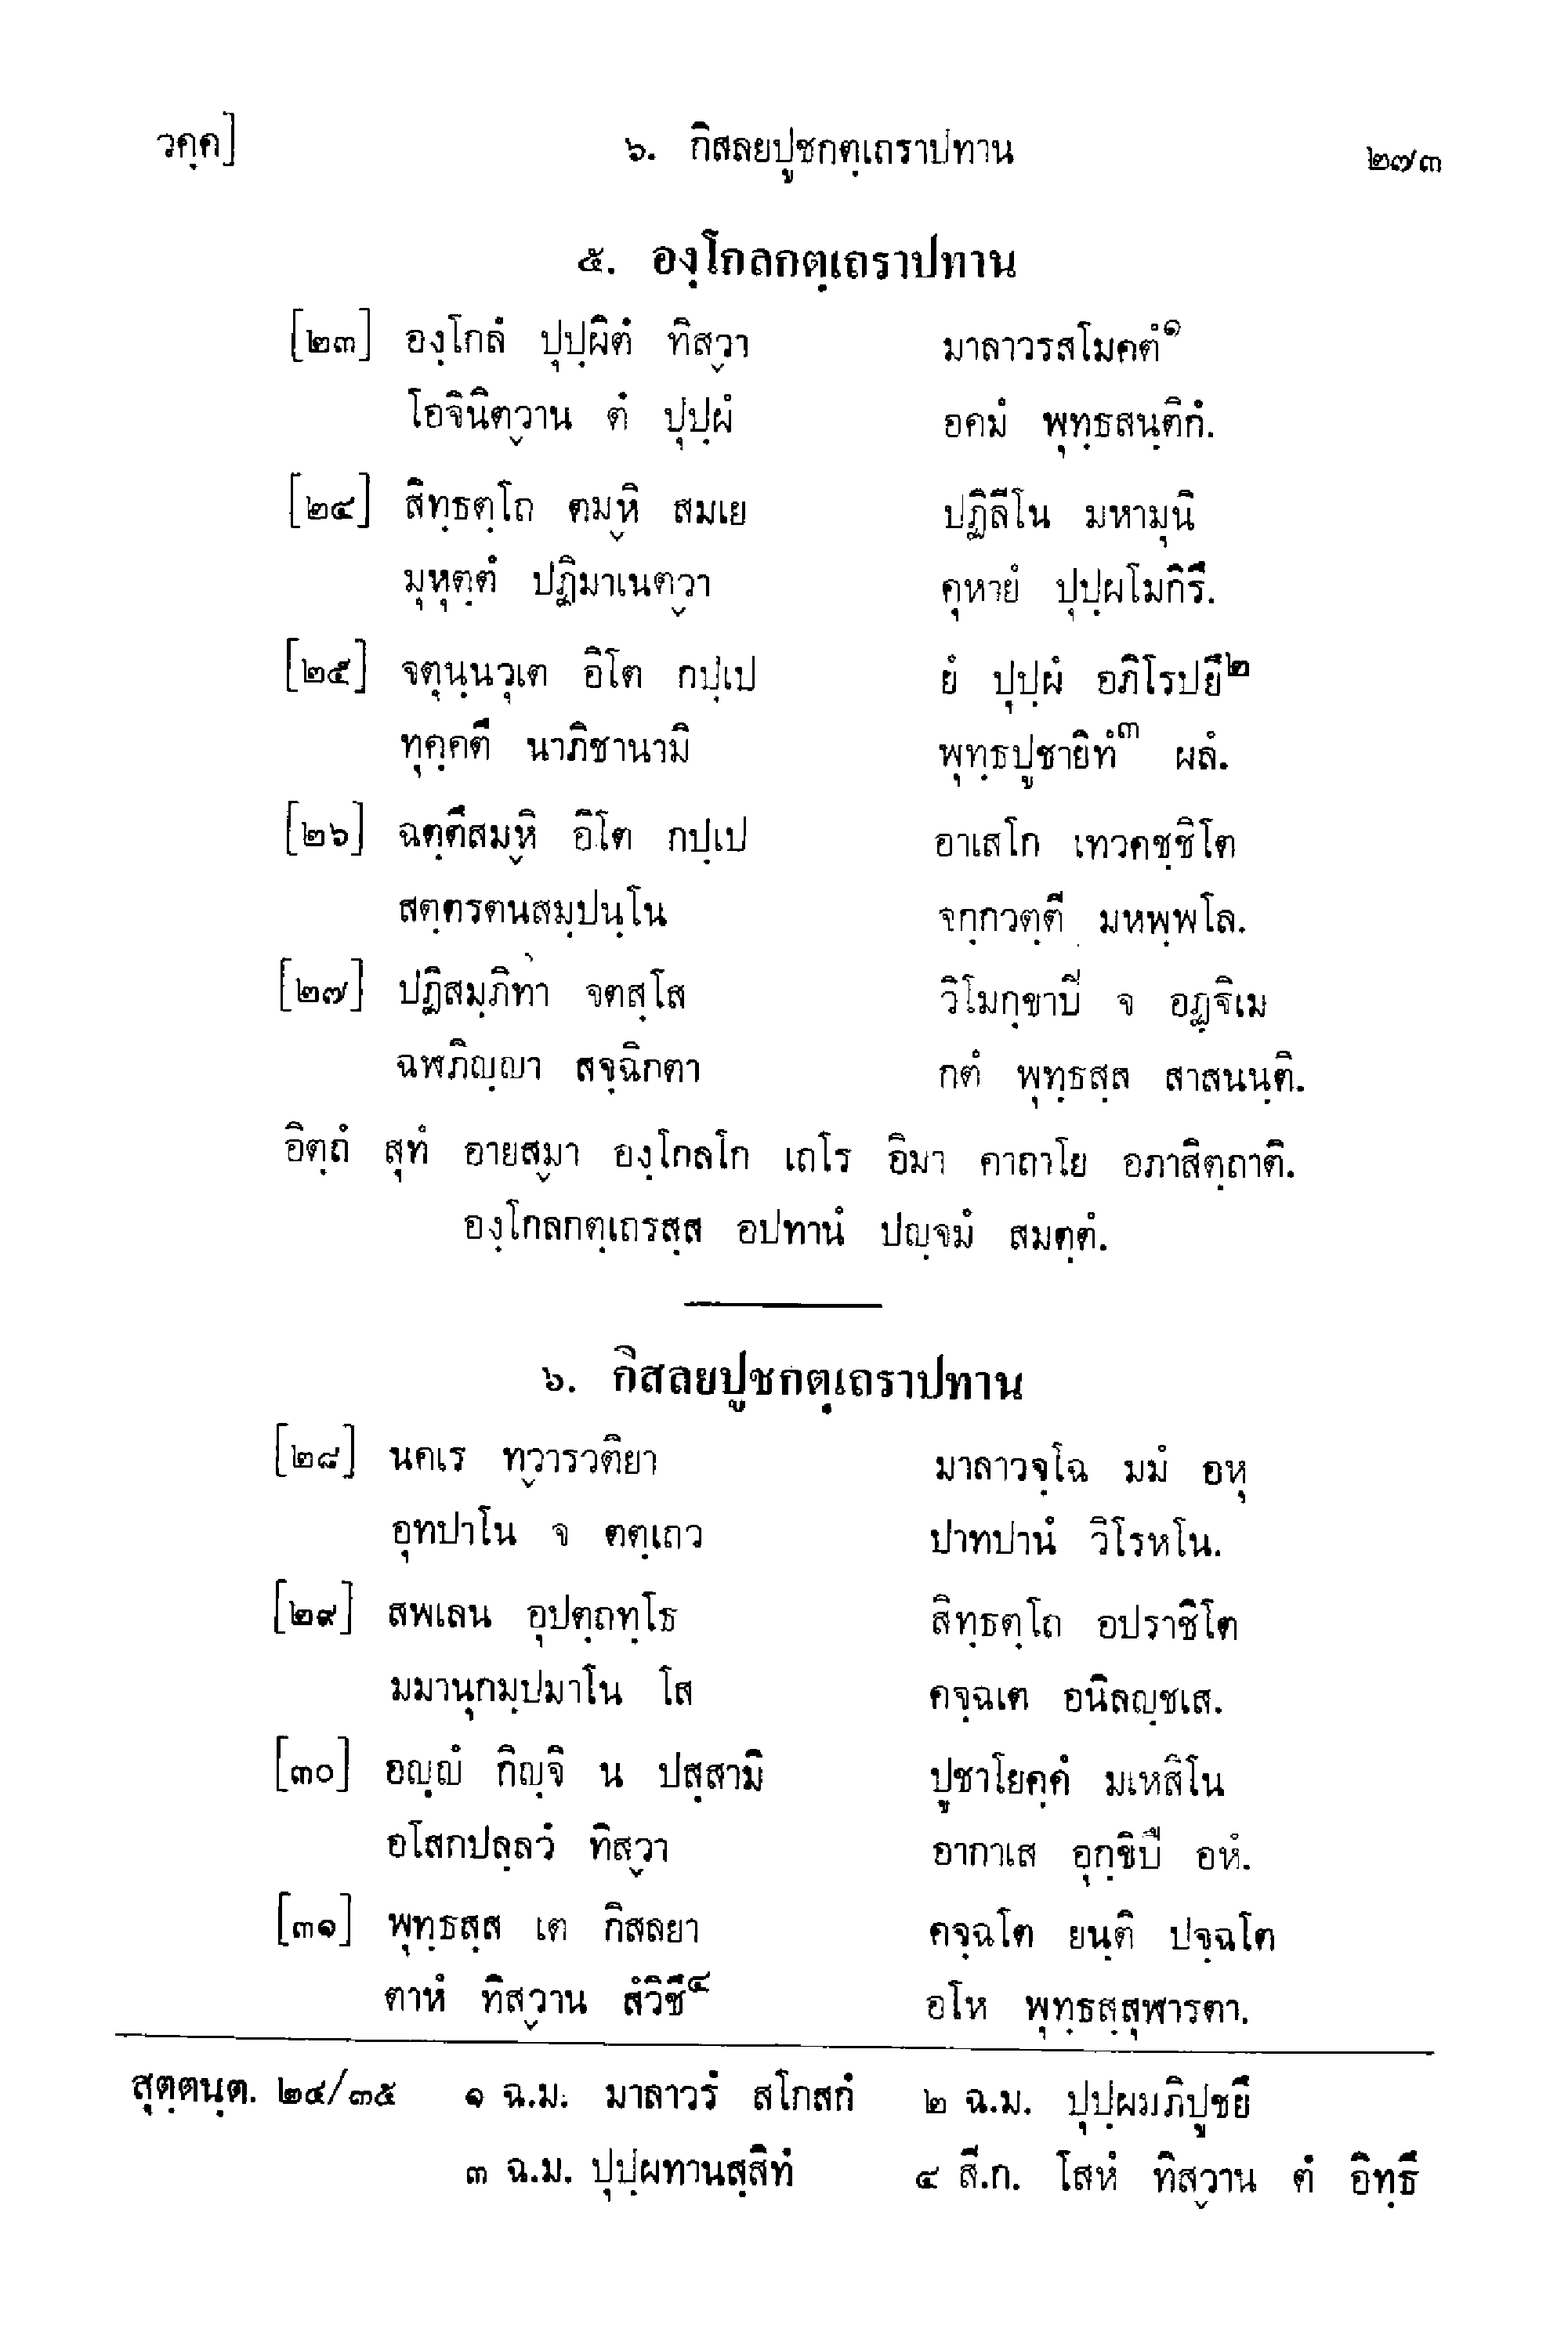 วคฺค]	๖. กิสลยปูชกตฺเถราปทาน	๒๗๓
๕. องฺโกลกตฺเถราปทาน
[๒๓] องฺโกลํ ปุปฺผิตํ ทิสฺวา	มาลาวรสโมคตํ๑
โอจินิตฺวาน ตํ ปุปฺผํ	อคมํ พุทฺธสนฺติกํ.
[๒๔] สิทฺธตฺโถ ตมฺหิ สมเย	ปฏิลีโน มหามุนิ
มุหุตฺตํ ปฏิมาเนตฺวา	คุหายํ ปุปฺผโมกิรึ.
[๒๕] จตุนฺนวุเต อิโต กปฺเป	ยํ ปุปฺผํ อภิโรปยึ๒
ทุคฺคตึ นาภิชานามิ	พุทฺธปูชายิทํ๓ ผลํ.
[๒๖] ฉตฺตึสมฺหิ อิโต กปฺเป	อาเสโก เทวคชฺชิโต
สตฺตรตนสมฺปนฺโน	จกฺกวตฺตี มหพฺพโล.
[๒๗] ปฏิสมฺภิทา จตสฺโส	วิโมกฺขาปิ จ อฏฺฐิเม
ฉฬภิญฺญา สจฺฉิกตา	กตํ พุทฺธสฺส สาสนนฺติ.
อิตฺถํ สุทํ อายสฺมา องฺโกลโก เถโร อิมา คาถาโย อภาสิตฺถาติ.
องฺโกลกตฺเถรสฺส อปทานํ ปญฺจมํ สมตฺตํ.
๖. กิสลยปูชกตฺเถราปทาน
[๒๘] นคเร ทฺวารวติยา	มาลาวจฺโฉ มมํ อหุ
อุทปาโน จ ตตฺเถว	ปาทปานํ วิโรหโน.
[๒๙] สพเลน อุปตฺถทฺโธ	สิทฺธตฺโถ อปราชิโต
มมานุกมฺปมาโน โส	คจฺฉเต อนิลญฺชเส.
[๓๐] อญฺญํ กิญฺจิ น ปสฺสามิ	ปูชาโยคฺคํ มเหสิโน
อโสกปลฺลวํ ทิสฺวา	อากาเส อุกฺขิปึ อหํ.
[๓๑] พุทฺธสฺส เต กิสลยา	คจฺฉโต ยนฺติ ปจฺฉโต
ตาหํ ทิสฺวาน สํวิชึ๔	อโห พุทฺธสฺสุฬารตา.
สุตฺตนฺต. ๒๔/๓๕	๑ ฉ.ม. มาลาวรํ สโกสกํ	๒ ฉ.ม. ปุปฺผมภิปูชยึ
๓ ฉ.ม. ปุปฺผทานสฺสิทํ	๔ สี.ก. โสหํ ทิสฺวาน ตํ อิทฺธึ